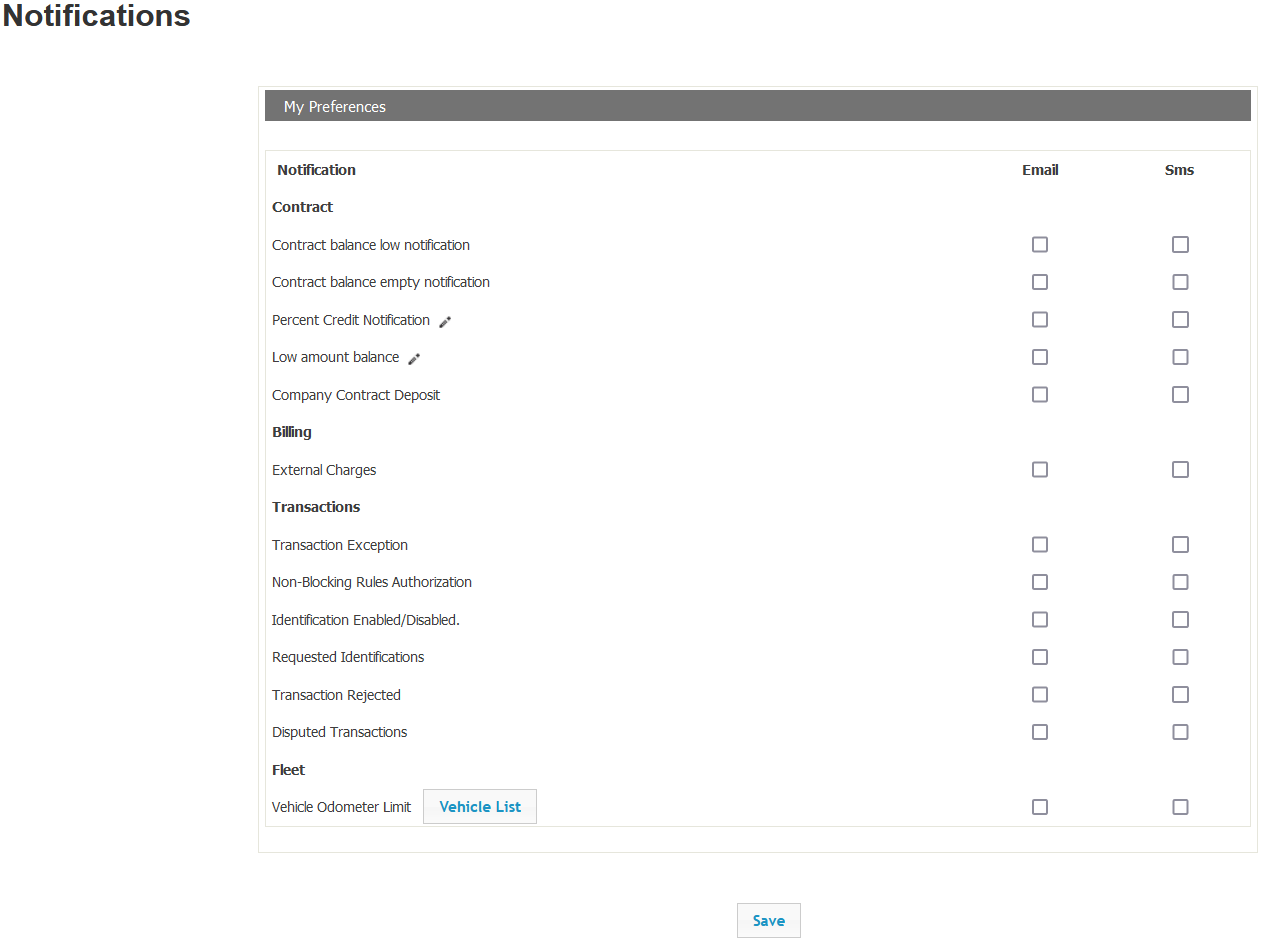 Notifications
My Preferences
Notification Email Sms
Contract
Contract balance low notification
Contract balance empty notification
Percent Credit Notification
Low amount balance
Company Contract Deposit
Billing
External Charges
Transactions
Transaction Exception
Non-Blocking Rules Authorization
Identification Enabled/Disabled.
Requested Identifications
Transaction Rejected
Disputed Transactions
Fleet
Vehicle Odometer Limit Vehicle List
Save